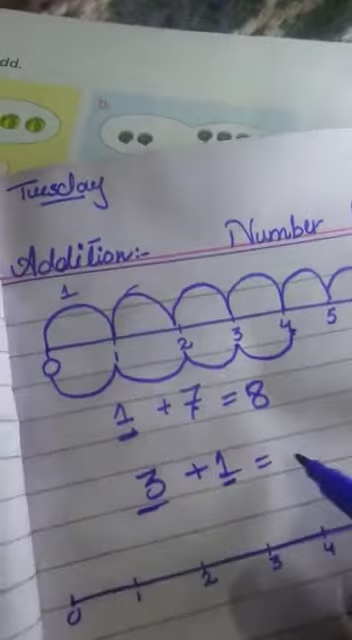 dd.
b.
Tuesday
Addition:- Number
1
0 1 2 3 4 5
1 + 7 = 8
3 + 1 =
0 1 2 3 4